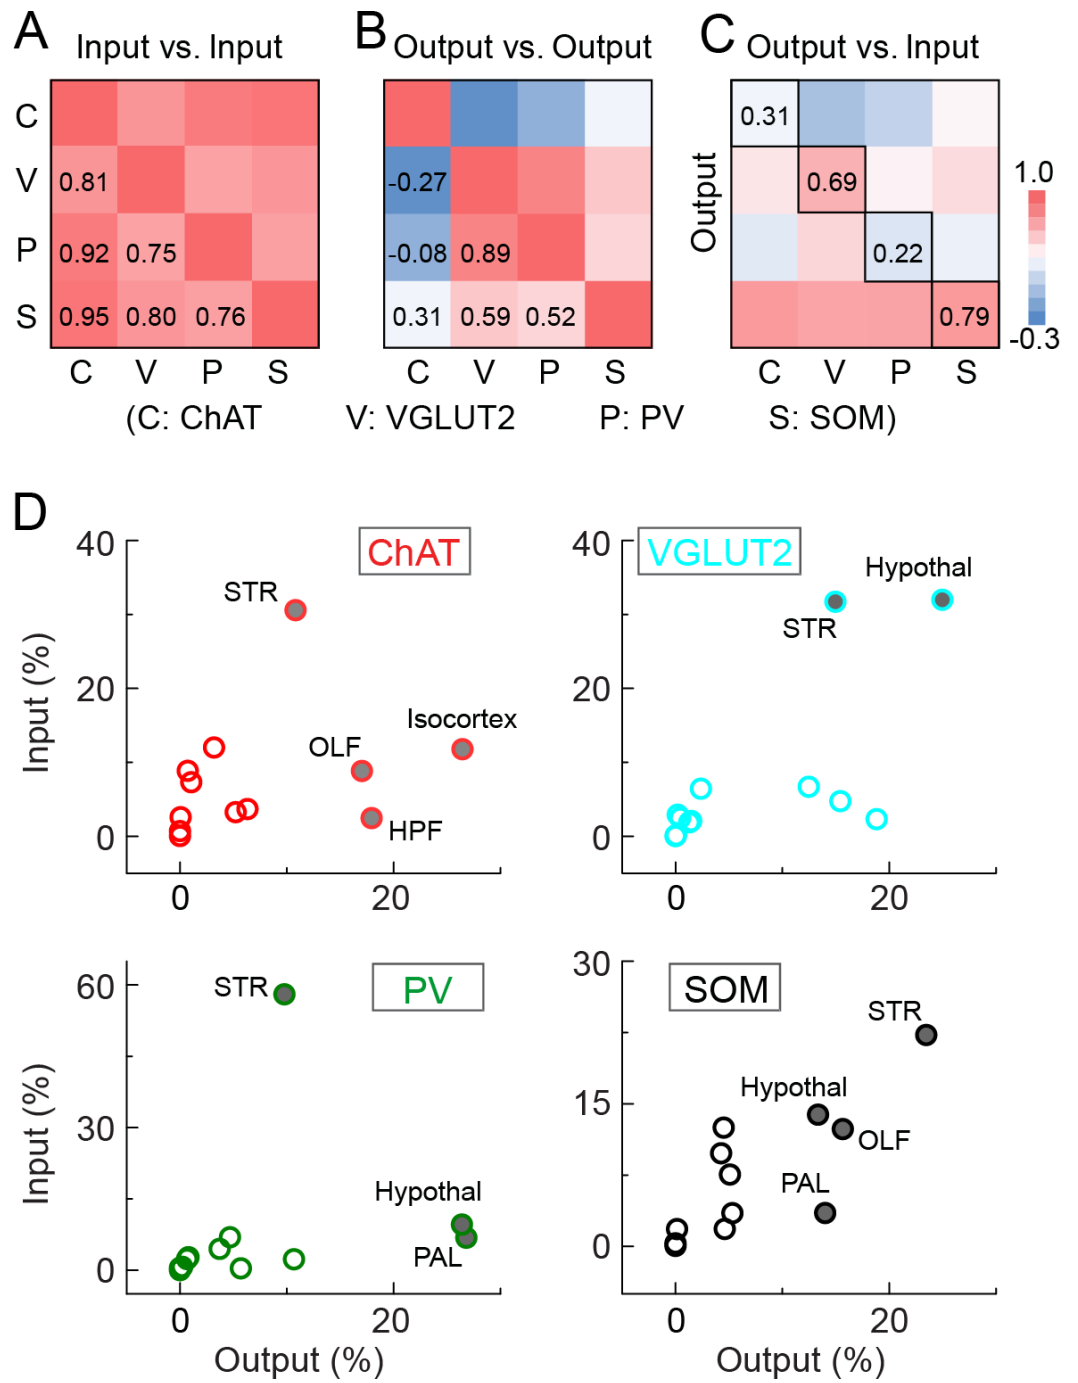 A Input vs. Input
B Output vs. Output
C Output vs. Input
C
V 0.81
P 0.92 0.75
S 0.95 0.80 0.76
C V P S
-0.27
-0.08 0.89
0.31 0.59 0.52
C V P S
Output
0.31
0.69
0.22
0.79
C V P S
1.0
-0.3
(C: ChAT V: VGLUT2 P: PV S: SOM)
D
ChAT
Input (%)
40
20
0
0 20
STR
Isocortex
OLF
HPF
VGLUT2
40
20
0
0 20
Hypothal
STR
PV
Input (%)
60
30
0
0 20
Output (%)
STR
Hypothal
PAL
SOM
30
15
0
0 20
Output (%)
STR
Hypothal
OLF
PAL